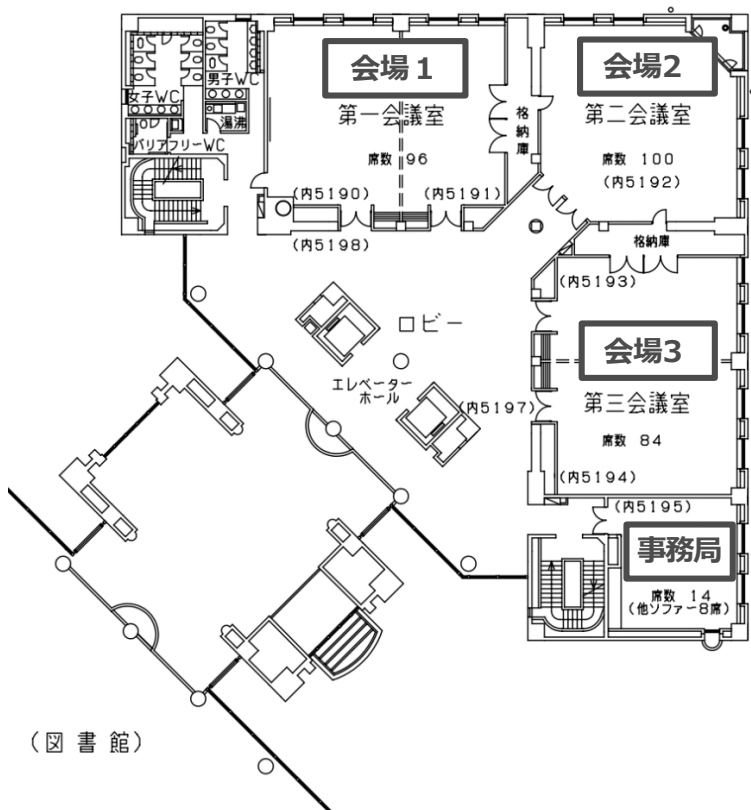 会場１
会場2
男子WC
女子WC
湯沸
バリアフリーWC
第一会議室
席数 96
格納庫
第二会議室
席数 100
(内5192)
(内5190)
(内5191)
(内5198)
格納庫
(内5193)
ロビー
会場3
エレベーター
ホール
(内5197)
第三会議室
席数 84
(内5194)
(内5195)
事務局
席数 14
(他ソファー8席)
(図書館)